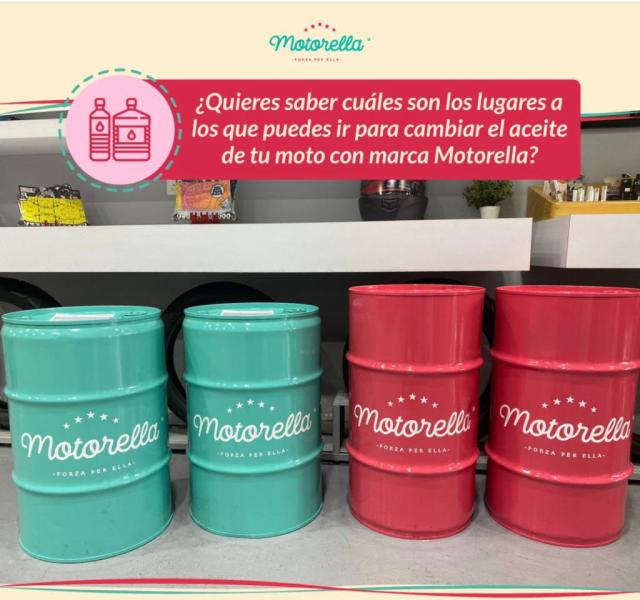 Motorella
-FORZA PER ELLA-
¿Quieres saber cuáles son los lugares a
los que puedes ir para cambiar el aceite
de tu moto con marca Motorella?
Motorella
-FORZA PER ELLA-
Motorella
-FORZA PER ELLA-
Motorella
-FORZA PER ELLA-
Motorella
-FORZA PER ELLA-